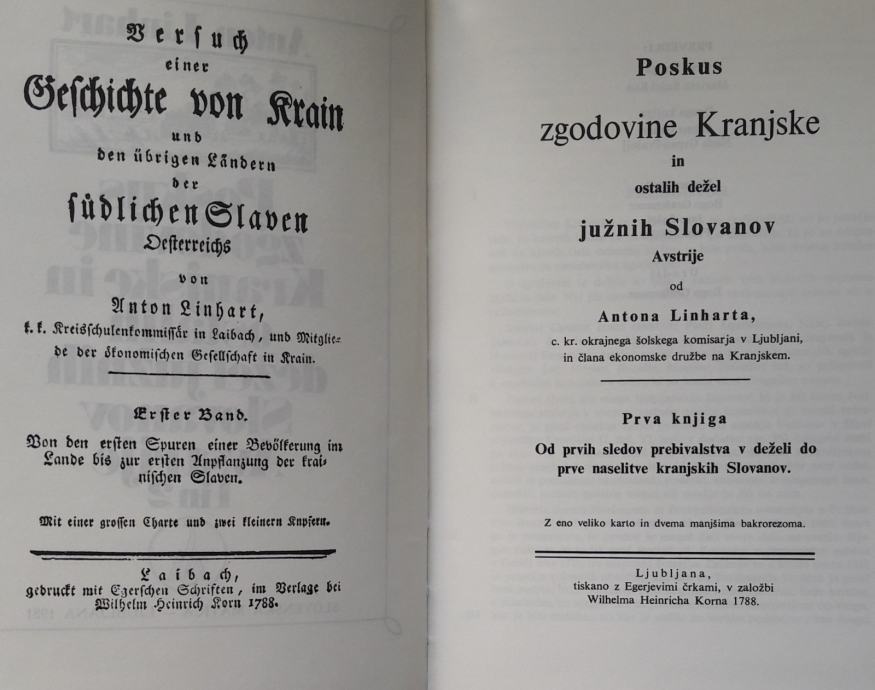 Versuch
einer
Geschichte von Krain
und
den übrigen Ländern
der
südlichen Slaven
Oesterreichs
von
Anton Linhart,
k. k. Kreisschulenkommissär in Laibach, und Mitglie=
de der ökonomischen Gesellschaft in Krain.
Erster Band.
Von den ersten Spuren einer Bevölkerung im
Lande bis zur ersten Anpflanzung der krai=
nischen Slaven.
Mit einer grossen Charte und zwei kleinern Kupfern.
Laibach,
gedruckt mit Egerschen Schriften, im Verlage bei
Wilhelm Heinrich Korn 1788.
Poskus
zgodovine Kranjske
in
ostalih dežel
južnih Slovanov
Avstrije
od
Antona Linharta,
c. kr. okrajnega šolskega komisarja v Ljubljani,
in člana ekonomske družbe na Kranjskem.
Prva knjiga
Od prvih sledov prebivalstva v deželi do
prve naselitve kranjskih Slovanov.
Z eno veliko karto in dvema manjšima bakrorezoma.
Ljubljana,
tiskano z Egerjevimi črkami, v založbi
Wilhelma Heinricha Korna 1788.